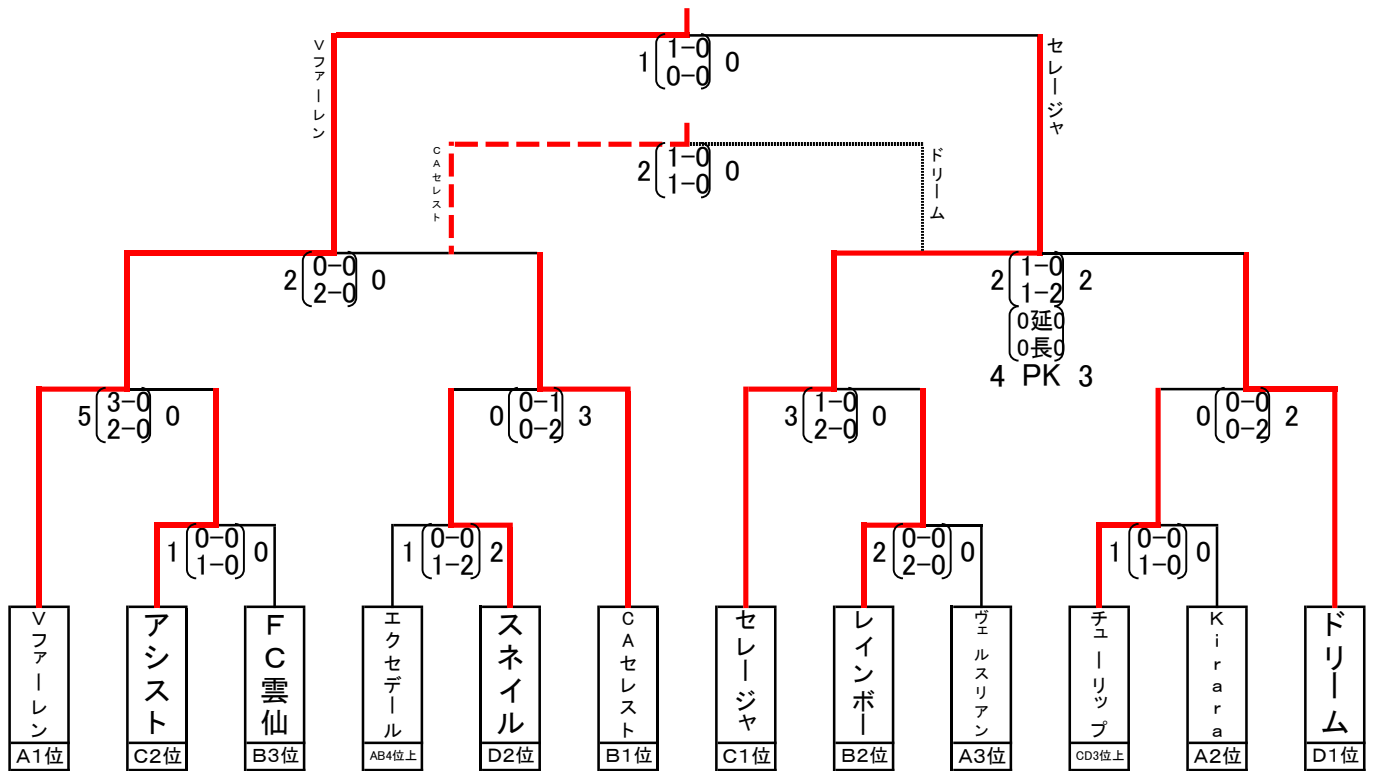 Vファーレン
1 1-0 0
0-0
セレージャ
CAセレスト
2 1-0 0
1-0
ドリーム
2 0-0 0
2-0
2 1-0 2
1-2
0延0
0長0
4 PK 3
5 3-0 0
2-0
0 0-1 3
0-2
3 1-0 0
2-0
0 0-0 2
0-2
1 0-0 0
1-0
1 0-0 2
1-2
2 0-0 0
2-0
1 0-0 0
1-0
Vファーレン
A1位
アシスト
C2位
FC雲仙
B3位
エクセデール
AB4位上
スネイル
D2位
CAセレスト
B1位
セレージャ
C1位
レインボー
B2位
ヴェルスリアン
A3位
チューリップ
CD3位上
Kirara
A2位
ドリーム
D1位